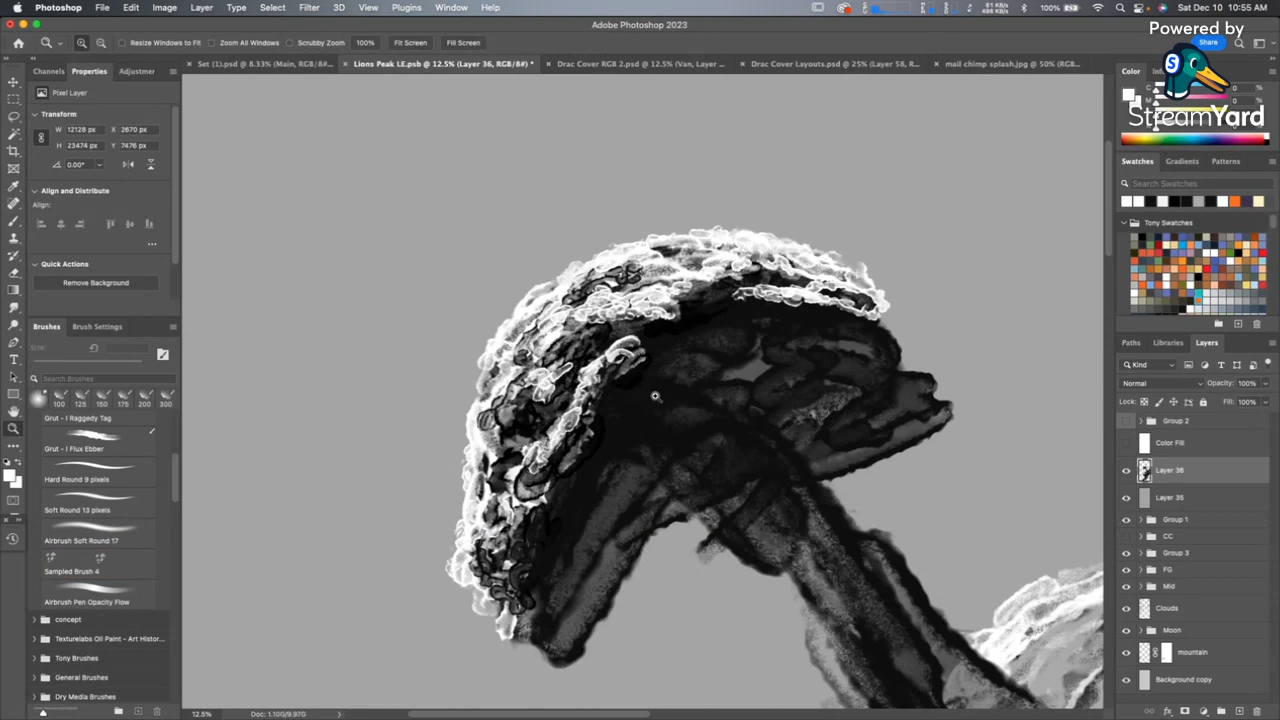 Photoshop File Edit Image Layer Type Select Filter 3D View Plugins Window Help
100% Sat Dec 10 10:55 AM
Adobe Photoshop 2023
Powered by
StreamYard
Resize Windows to Fit Zoom All Windows Scrubby Zoom 100% Fit Screen Fill Screen Share
Set (1).psd @ 8.33% (Main, RGB/8#... Lions Peak LE.psb @ 12.5% (Layer 36, RGB/8#) * Drac Cover RGB 2.psd @ 12.5% (Van, Layer ... Drac Cover Layouts.psd @ 25% (Layer 58, R... mail chimp splash.jpg @ 50% (RGB...
Channels Properties Adjustmer
Pixel Layer
Transform
W 12128 px X 2670 px
H 23474 px Y 7476 px
0.00°
Align and Distribute
Align:
Quick Actions
Remove Background
Brushes Brush Settings
Size:
Search Brushes
100 125 150 175 200 300
Grut - I Raggedy Tag
Grut - I Flux Ebber
Hard Round 9 pixels
Soft Round 13 pixels
Airbrush Soft Round 17
Sampled Brush 4
Airbrush Pen Opacity Flow
concept
Texturelabs Oil Paint - Art Histor...
Tony Brushes
General Brushes
Dry Media Brushes
12.5% Doc: 1.10G/9.97G
Color
0 %
Swatches Gradients Patterns
Search Swatches
Tony Swatches
Paths Libraries Layers
Kind
Normal Opacity: 100%
Lock: Fill: 100%
Group 2
Color Fill
Layer 36
Layer 35
Group 1
CC
Group 3
FG
Mid
Clouds
Moon
mountain
Background copy